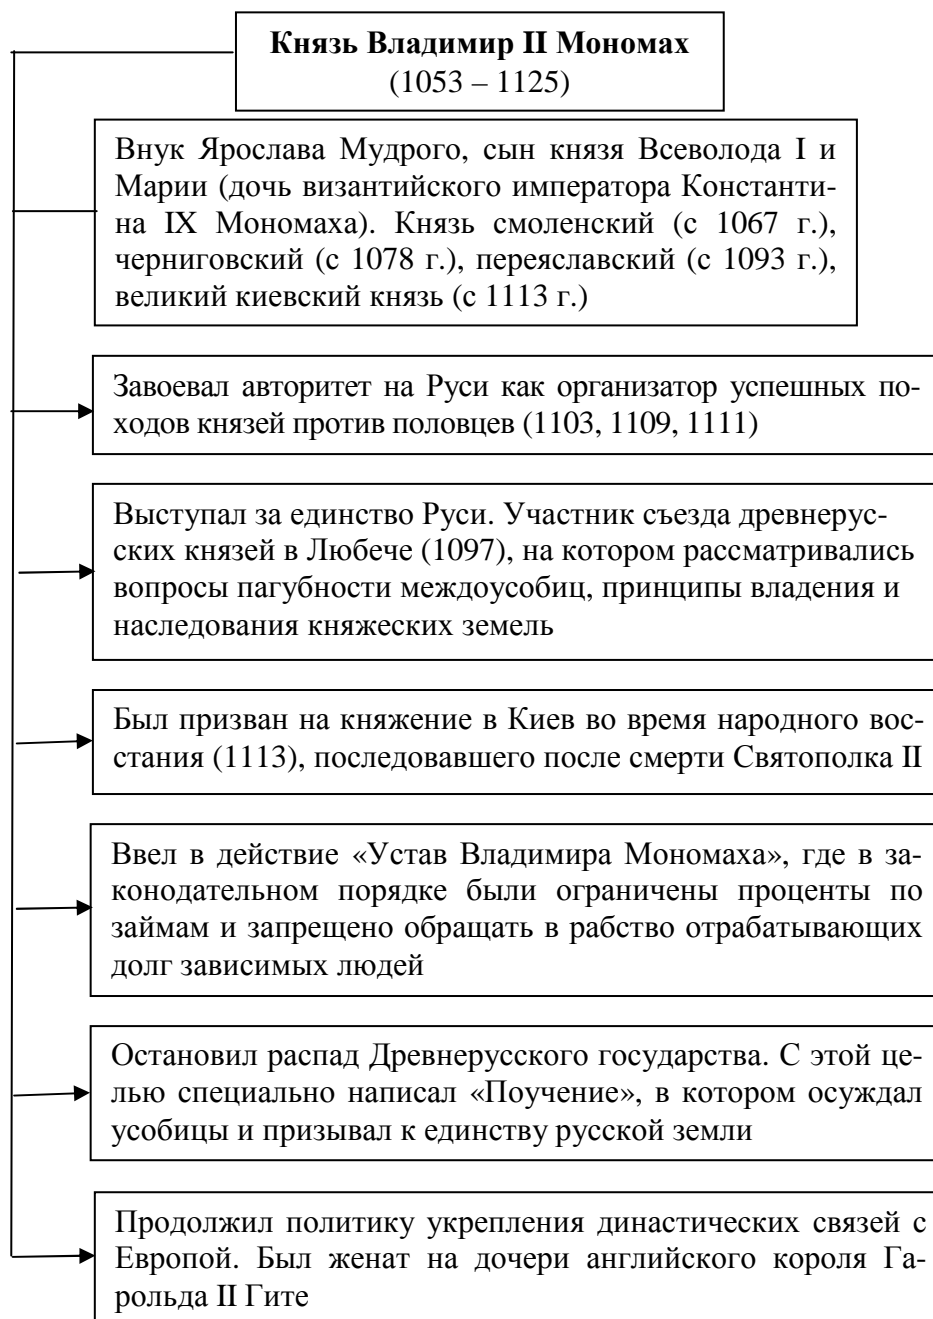 Князь Владимир II Мономах
(1053 – 1125)
Внук Ярослава Мудрого, сын князя Всеволода I и
Марии (дочь византийского императора Константи-
на IX Мономаха). Князь смоленский (с 1067 г.),
черниговский (с 1078 г.), переяславский (с 1093 г.),
великий киевский князь (с 1113 г.)
Завоевал авторитет на Руси как организатор успешных по-
ходов князей против половцев (1103, 1109, 1111)
Выступал за единство Руси. Участник съезда древнерус-
ских князей в Любече (1097), на котором рассматривались
вопросы пагубности междоусобиц, принципы владения и
наследования княжеских земель
Был призван на княжение в Киев во время народного вос-
стания (1113), последовавшего после смерти Святополка II
Ввел в действие «Устав Владимира Мономаха», где в за-
конодательном порядке были ограничены проценты по
займам и запрещено обращать в рабство отрабатывающих
долг зависимых людей
Остановил распад Древнерусского государства. С этой це-
лью специально написал «Поучение», в котором осуждал
усобицы и призывал к единству русской земли
Продолжил политику укрепления династических связей с
Европой. Был женат на дочери английского короля Га-
рольда II Гите